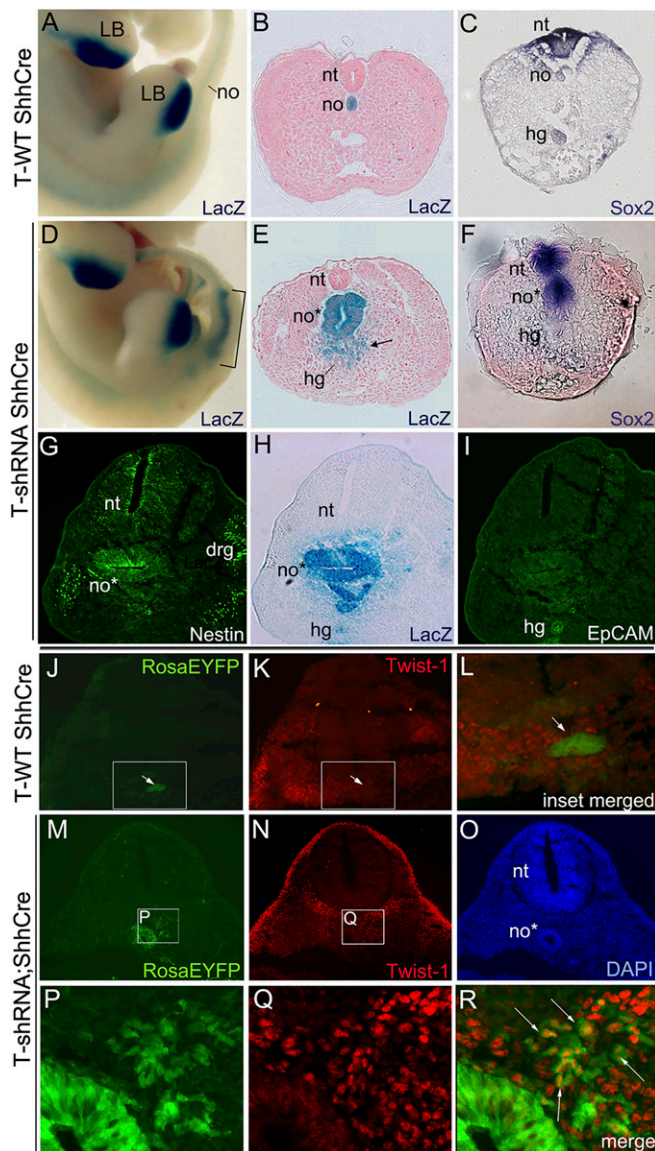 T-WT ShhCre
A
LB
LB
no
LacZ
B
nt
no
LacZ
C
nt
no
hg
Sox2
T-shRNA ShhCre
D
LacZ
E
nt
no*
hg
LacZ
F
nt
no*
hg
Sox2
G
nt
drg
no*
Nestin
H
nt
no*
hg
LacZ
I
hg
EpCAM
T-WT ShhCre
J
RosaEYFP
K
Twist-1
L
inset merged
T-shRNA;ShhCre
M
P
RosaEYFP
N
Q
Twist-1
O
nt
no*
DAPI
P
Q
R
merge